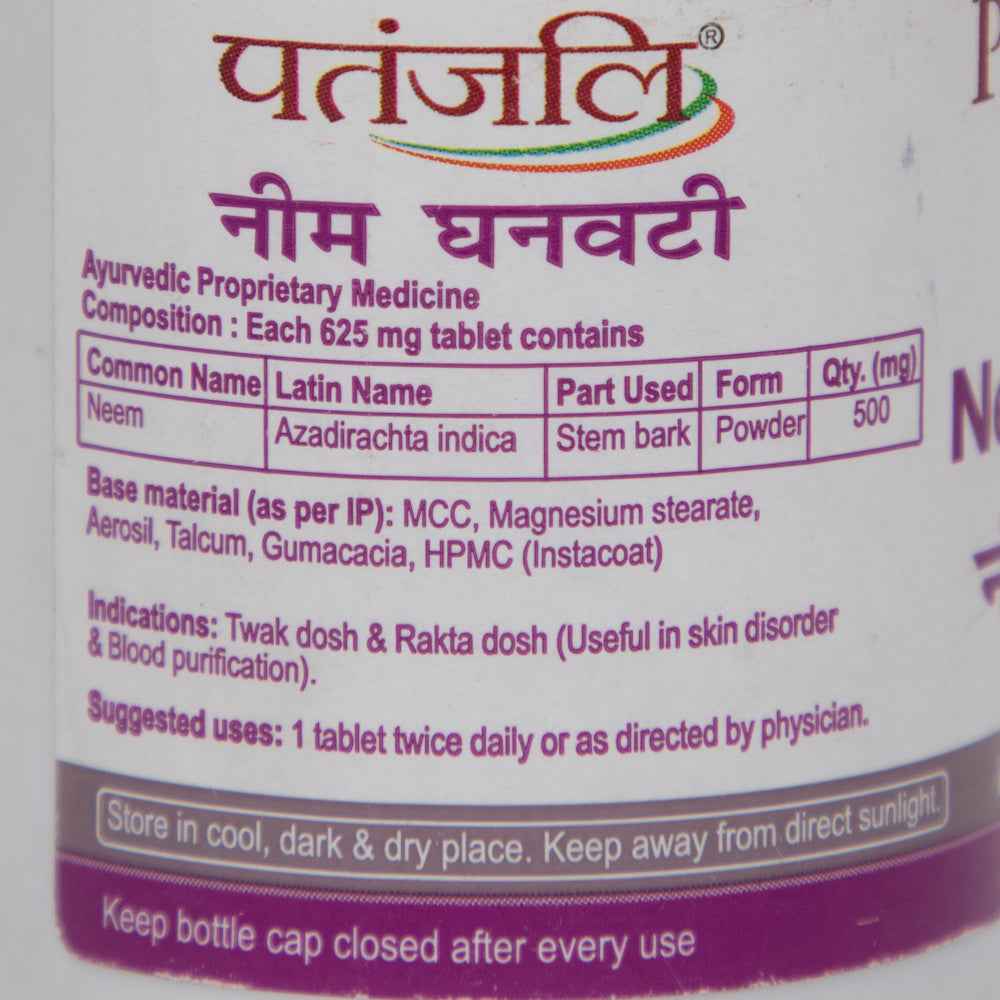 पतंजलि®
नीम घनवटी
Ayurvedic Proprietary Medicine
Composition : Each 625 mg tablet contains
Common Name Latin Name Part Used Form Qty. (mg)
Neem Azadirachta indica Stem bark Powder 500
Base material (as per IP): MCC, Magnesium stearate,
Aerosil, Talcum, Gumacacia, HPMC (Instacoat)
Indications: Twak dosh & Rakta dosh (Useful in skin disorder
& Blood purification).
Suggested uses: 1 tablet twice daily or as directed by physician.
Store in cool, dark & dry place. Keep away from direct sunlight.
Keep bottle cap closed after every use